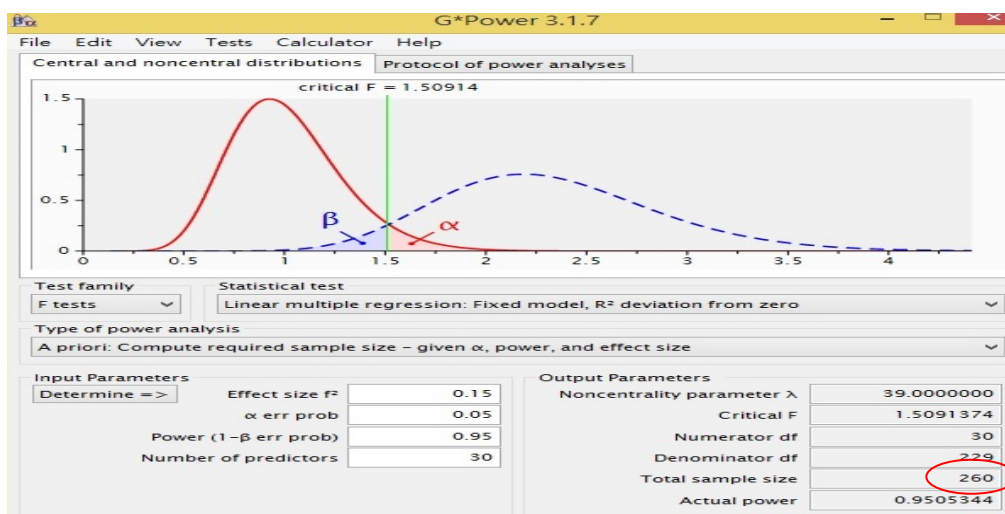 βα G*Power 3.1.7
File Edit View Tests Calculator Help
Central and noncentral distributions Protocol of power analyses
critical F = 1.50914
1.5
1
0.5
β α
0
0 0.5 1 1.5 2 2.5 3 3.5 4
Test family Statistical test
F tests Linear multiple regression: Fixed model, R² deviation from zero
Type of power analysis
A priori: Compute required sample size – given α, power, and effect size
Input Parameters Output Parameters
Determine => Effect size f² 0.15 Noncentrality parameter λ 39.0000000
α err prob 0.05 Critical F 1.5091374
Power (1-β err prob) 0.95 Numerator df 30
Number of predictors 30 Denominator df 229
Total sample size 260
Actual power 0.9505344